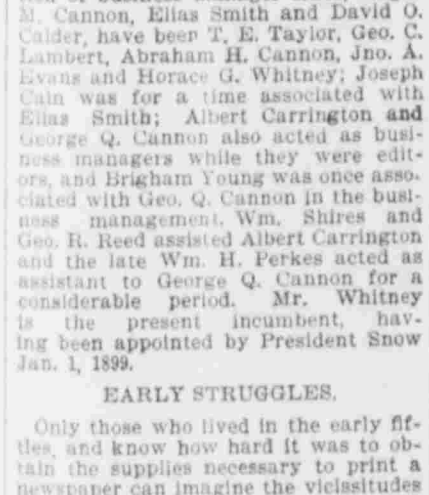 M. Cannon, Elias Smith and David O.
Calder, have been T. E. Taylor, Geo. C.
Lambert, Abraham H. Cannon, Jno. A.
Evans and Horace G. Whitney; Joseph
Cain was for a time associated with
Elias Smith; Albert Carrington and
George Q. Cannon also acted as busi-
ness managers while they were edit-
ors, and Brigham Young was once asso-
ciated with Geo. Q. Cannon in the busi-
ness management. Wm. Shires and
Geo. R. Reed assisted Albert Carrington
and the late Wm. H. Perkes acted as
assistant to George Q. Cannon for a
considerable period. Mr. Whitney
is the present incumbent, hav-
ing been appointed by President Snow
Jan. 1, 1899.
EARLY STRUGGLES.
Only those who lived in the early fif-
ties, and know how hard it was to ob-
tain the supplies necessary to print a
newspaper can imagine the vicissitudes